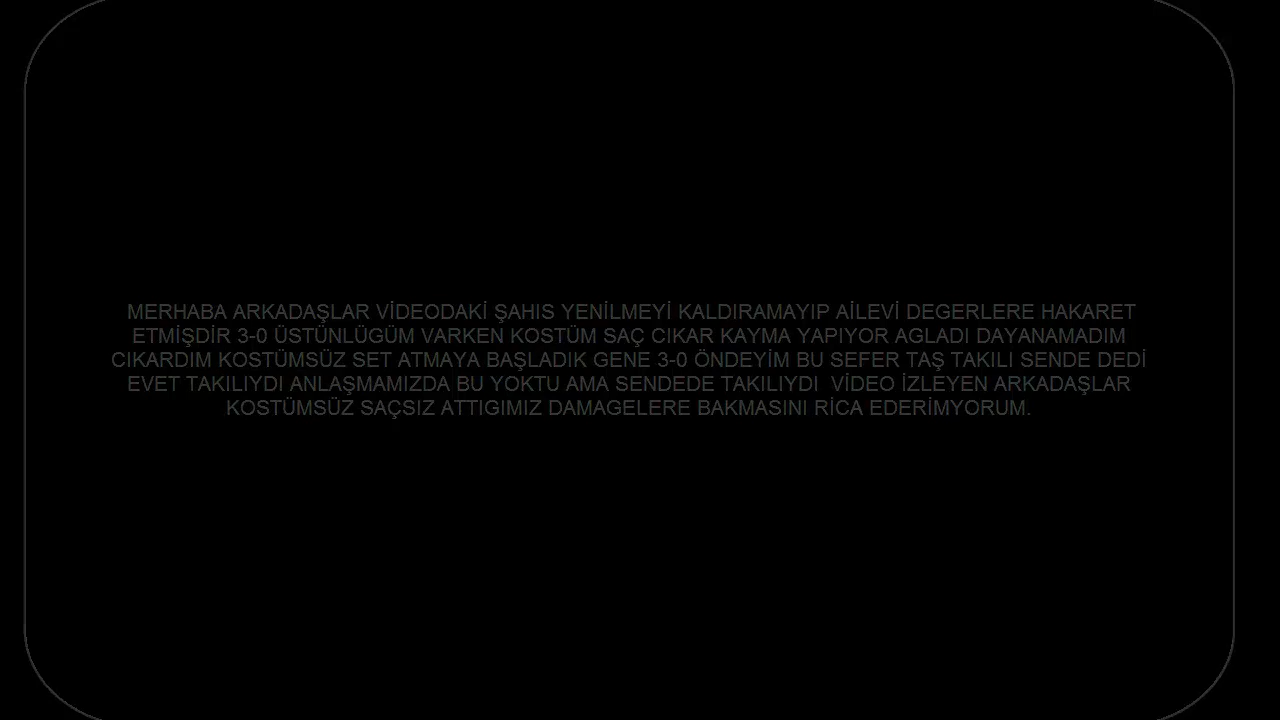 MERHABA ARKADAŞLAR VİDEODAKİ ŞAHIS YENİLMEYİ KALDIRAMAYIP AİLEVİ DEGERLERE HAKARET
ETMİŞDİR 3-0 ÜSTÜNLÜGÜM VARKEN KOSTÜM SAÇ CIKAR KAYMA YAPIYOR AGLADI DAYANAMADIM
CIKARDIM KOSTÜMSÜZ SET ATMAYA BAŞLADIK GENE 3-0 ÖNDEYİM BU SEFER TAŞ TAKILI SENDE DEDİ
EVET TAKILIYDI ANLAŞMAMIZDA BU YOKTU AMA SENDEDE TAKILIYDI  VİDEO İZLEYEN ARKADAŞLAR
KOSTÜMSÜZ SAÇSIZ ATTIGIMIZ DAMAGELERE BAKMASINI RİCA EDERİMYORUM.